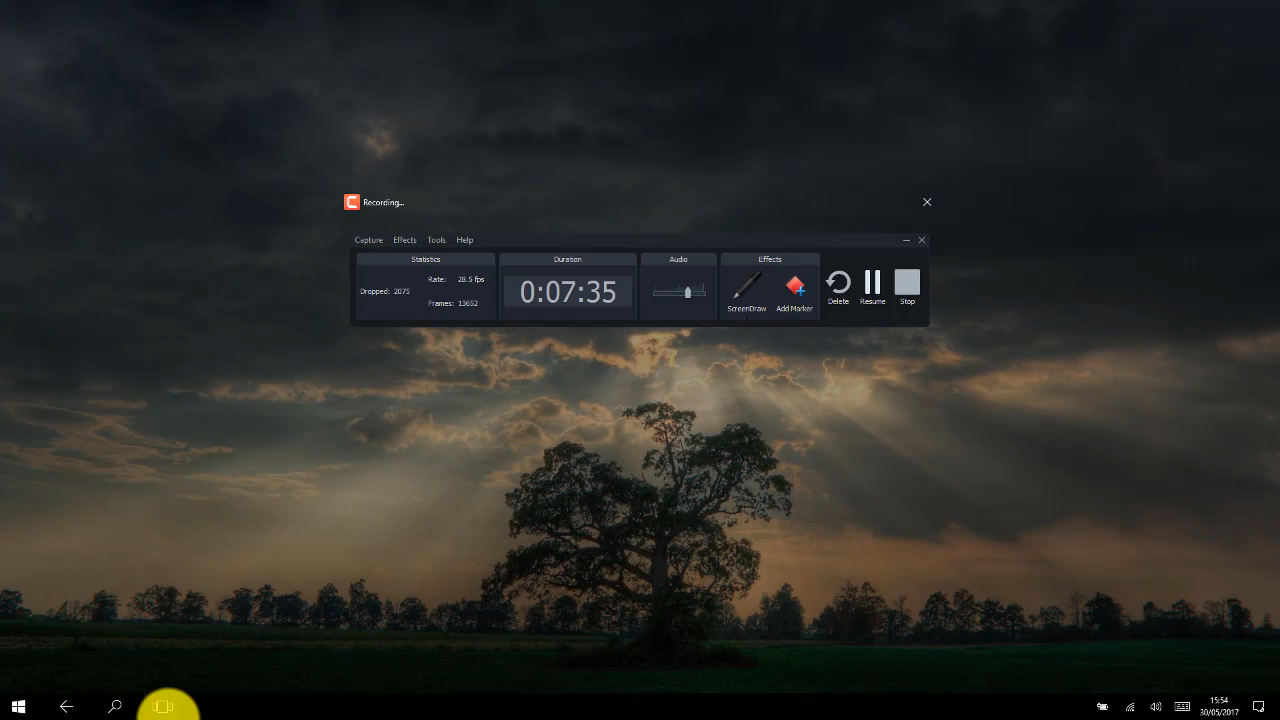 Recording...
Capture Effects Tools Help
Statistics
Dropped: 2075
Rate: 28.5 fps
Frames: 13652
Duration
0:07:35
Audio
Effects
ScreenDraw
Add Marker
Delete
Resume
Stop
15:54
30/05/2017